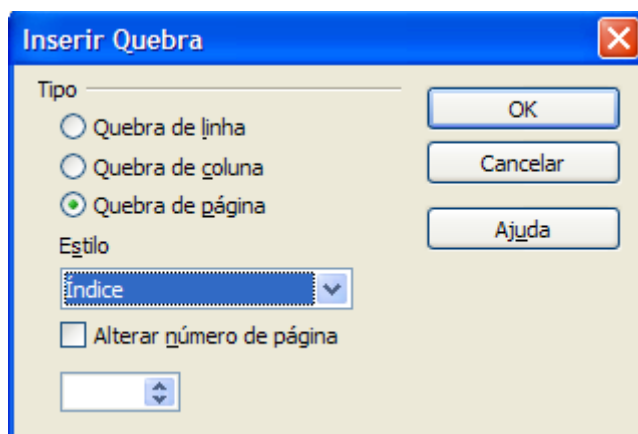 Inserir Quebra
Tipo
Quebra de linha
Quebra de coluna
Quebra de página
Estilo
Índice
Alterar número de página
OK
Cancelar
Ajuda